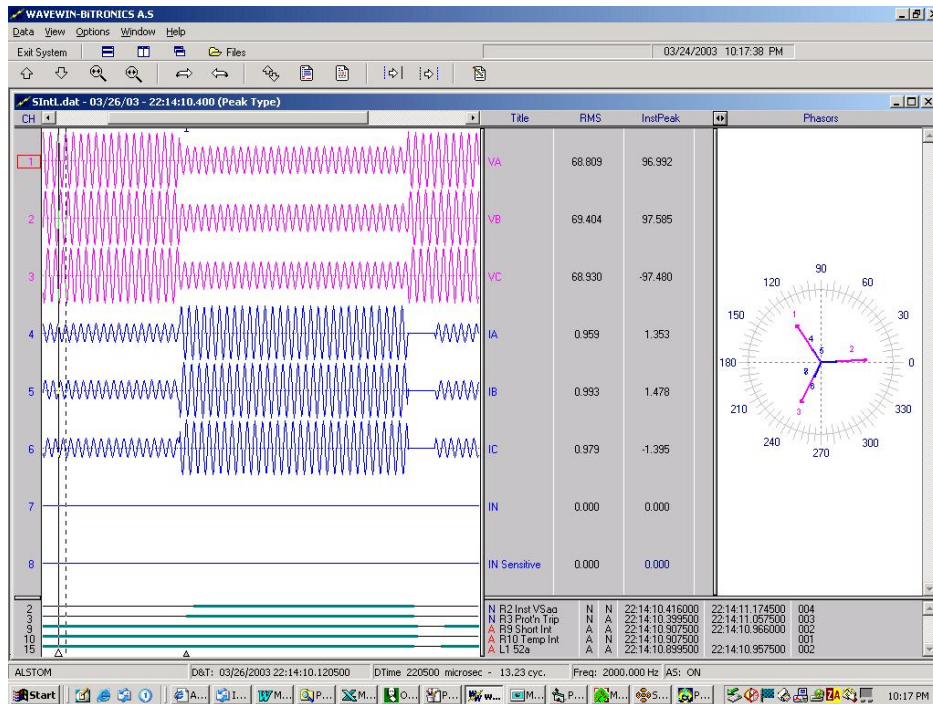 WAVEWIN-BiTRONICS A.S
Data View Options Window Help
Exit System Files 03/24/2003 10:17:38 PM
SIntI.dat - 03/26/03 - 22:14:10.400 (Peak Type)
CH Title RMS InstPeak Phasors
1 VA 68.809 96.992
2 VB 69.404 97.585
3 VC 68.930 -97.480
4 IA 0.959 1.353
5 IB 0.993 1.478
6 IC 0.979 -1.395
7 IN 0.000 0.000
8 IN Sensitive 0.000 0.000
90
120 60
150 30
180 0
210 330
240 300
270
1
2
3
4
5
6
8
2 N R2 Inst VSag N N 22:14:10.416000 22:14:11.174500 004
3 N R3 Prot'n Trip N A 22:14:10.399500 22:14:11.057500 003
9 A R9 Short Int A A 22:14:10.907500 22:14:10.966000 002
10 A R10 Temp Int A N 22:14:10.907500 001
15 A L1 52a A A 22:14:10.899500 22:14:10.957500 002
ALSTOM D&T: 03/26/2003 22:14:10.120500 DTime 220500 microsec - 13.23 cyc. Freq: 2000.000 Hz AS: ON
Start A... I... M... P... M... O... P... w... M... P... M... S... P... 10:17 PM